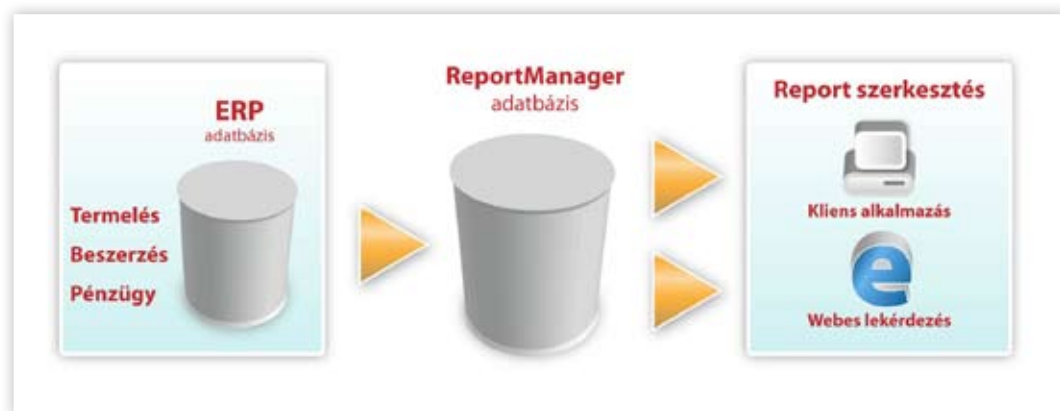 ERP
adatbázis
Termelés
Beszerzés
Pénzügy
ReportManager
adatbázis
Report szerkesztés
Kliens alkalmazás
Webes lekérdezés